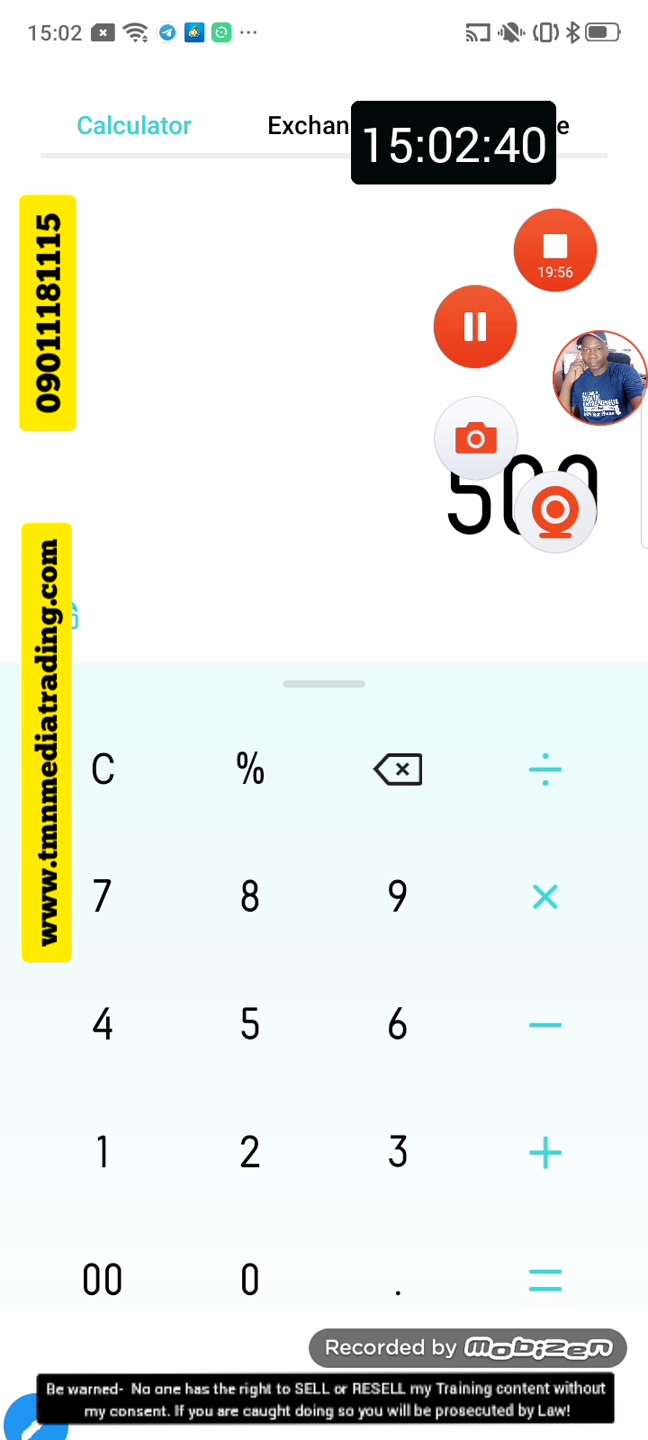 15:02
Calculator
Exchan
e
15:02:40
19:56
09011181115
500
www.tmnmediatrading.com
C % ÷
7 8 9 ×
4 5 6 −
1 2 3 +
00 0 . =
Recorded by mobizen
Be warned- No one has the right to SELL or RESELL my Training content without
my consent. If you are caught doing so you will be prosecuted by Law!